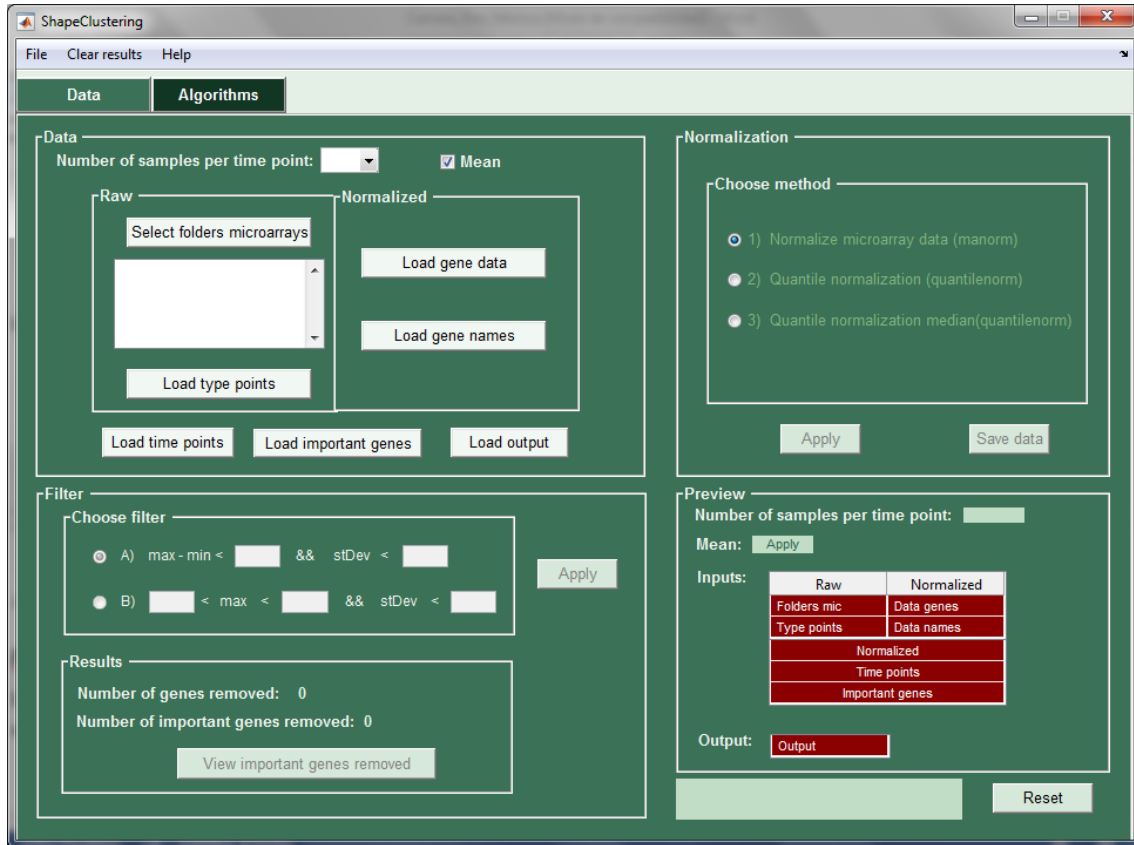 ShapeClustering
File Clear results Help
Data Algorithms
Data
Number of samples per time point: Mean
Raw
Select folders microarrays
Load type points
Normalized
Load gene data
Load gene names
Load time points Load important genes Load output
Normalization
Choose method
1) Normalize microarray data (manorm)
2) Quantile normalization (quantilenorm)
3) Quantile normalization median(quantilenorm)
Apply Save data
Filter
Choose filter
A) max - min < && stDev <
B) < max < && stDev <
Apply
Results
Number of genes removed: 0
Number of important genes removed: 0
View important genes removed
Preview
Number of samples per time point:
Mean: Apply
Inputs:
Raw Normalized
Folders mic Data genes
Type points Data names
Normalized
Time points
Important genes
Output: Output
Reset